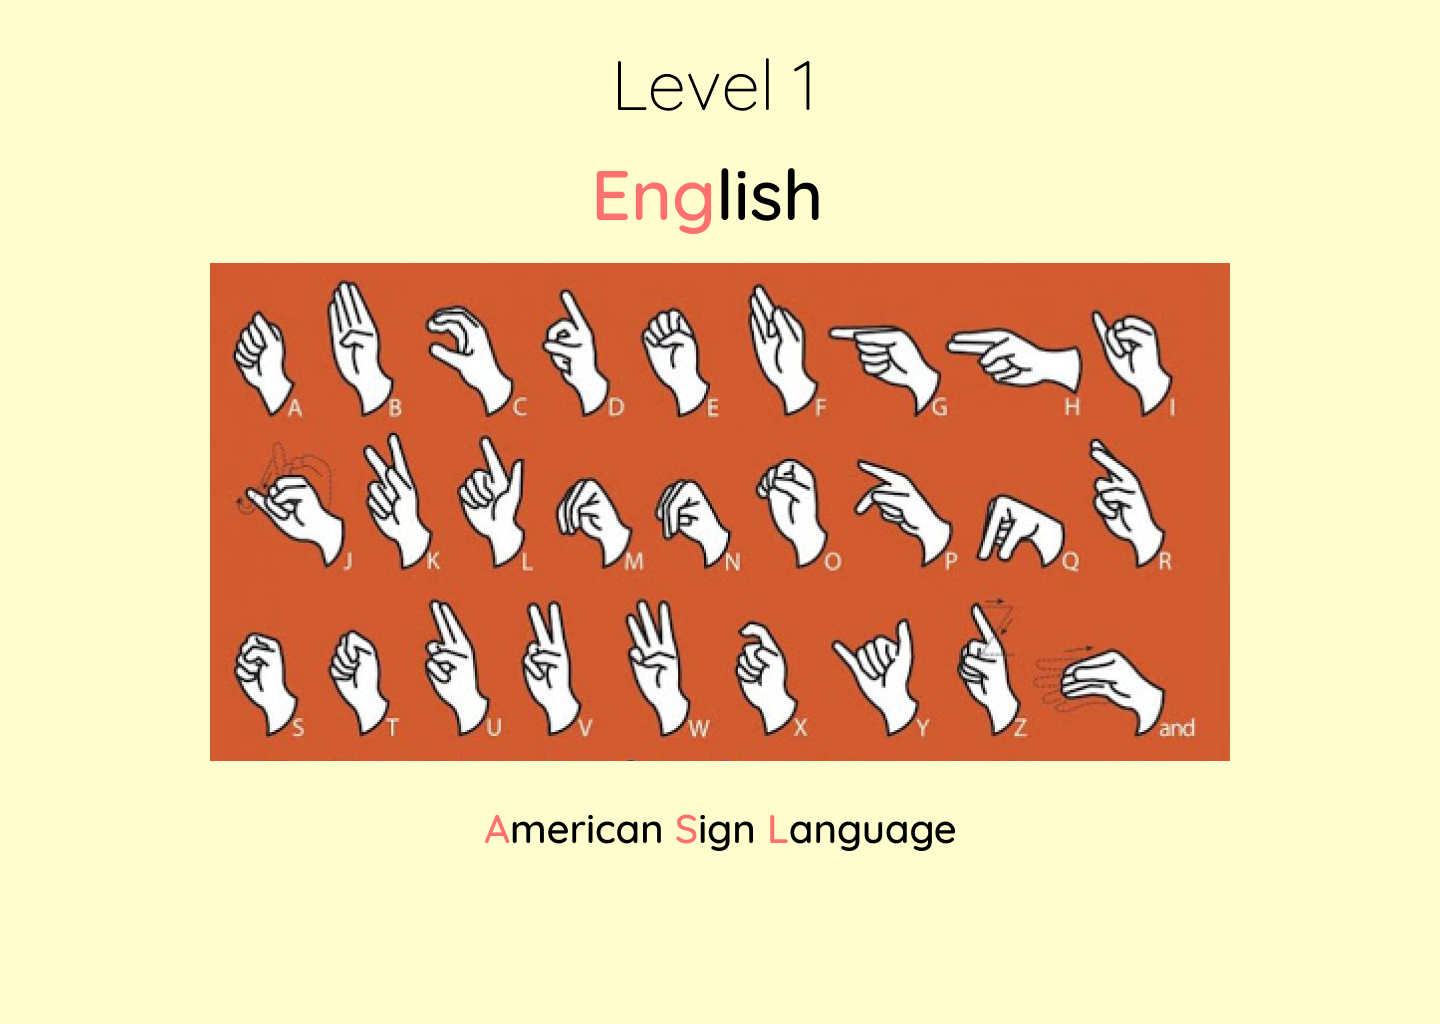 Level 1
English
A B C D E F G H I
J K L M N O P Q R
S T U V W X Y Z and
American Sign Language